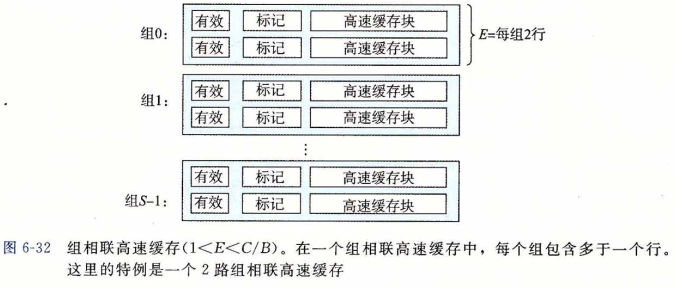 组0:
有效 标记 高速缓存块
有效 标记 高速缓存块
E=每组2行
组1:
有效 标记 高速缓存块
有效 标记 高速缓存块
⋮
组S-1:
有效 标记 高速缓存块
有效 标记 高速缓存块
图 6-32 组相联高速缓存(1<E<C/B)。在一个组相联高速缓存中，每个组包含多于一个行。
这里的特例是一个 2 路组相联高速缓存